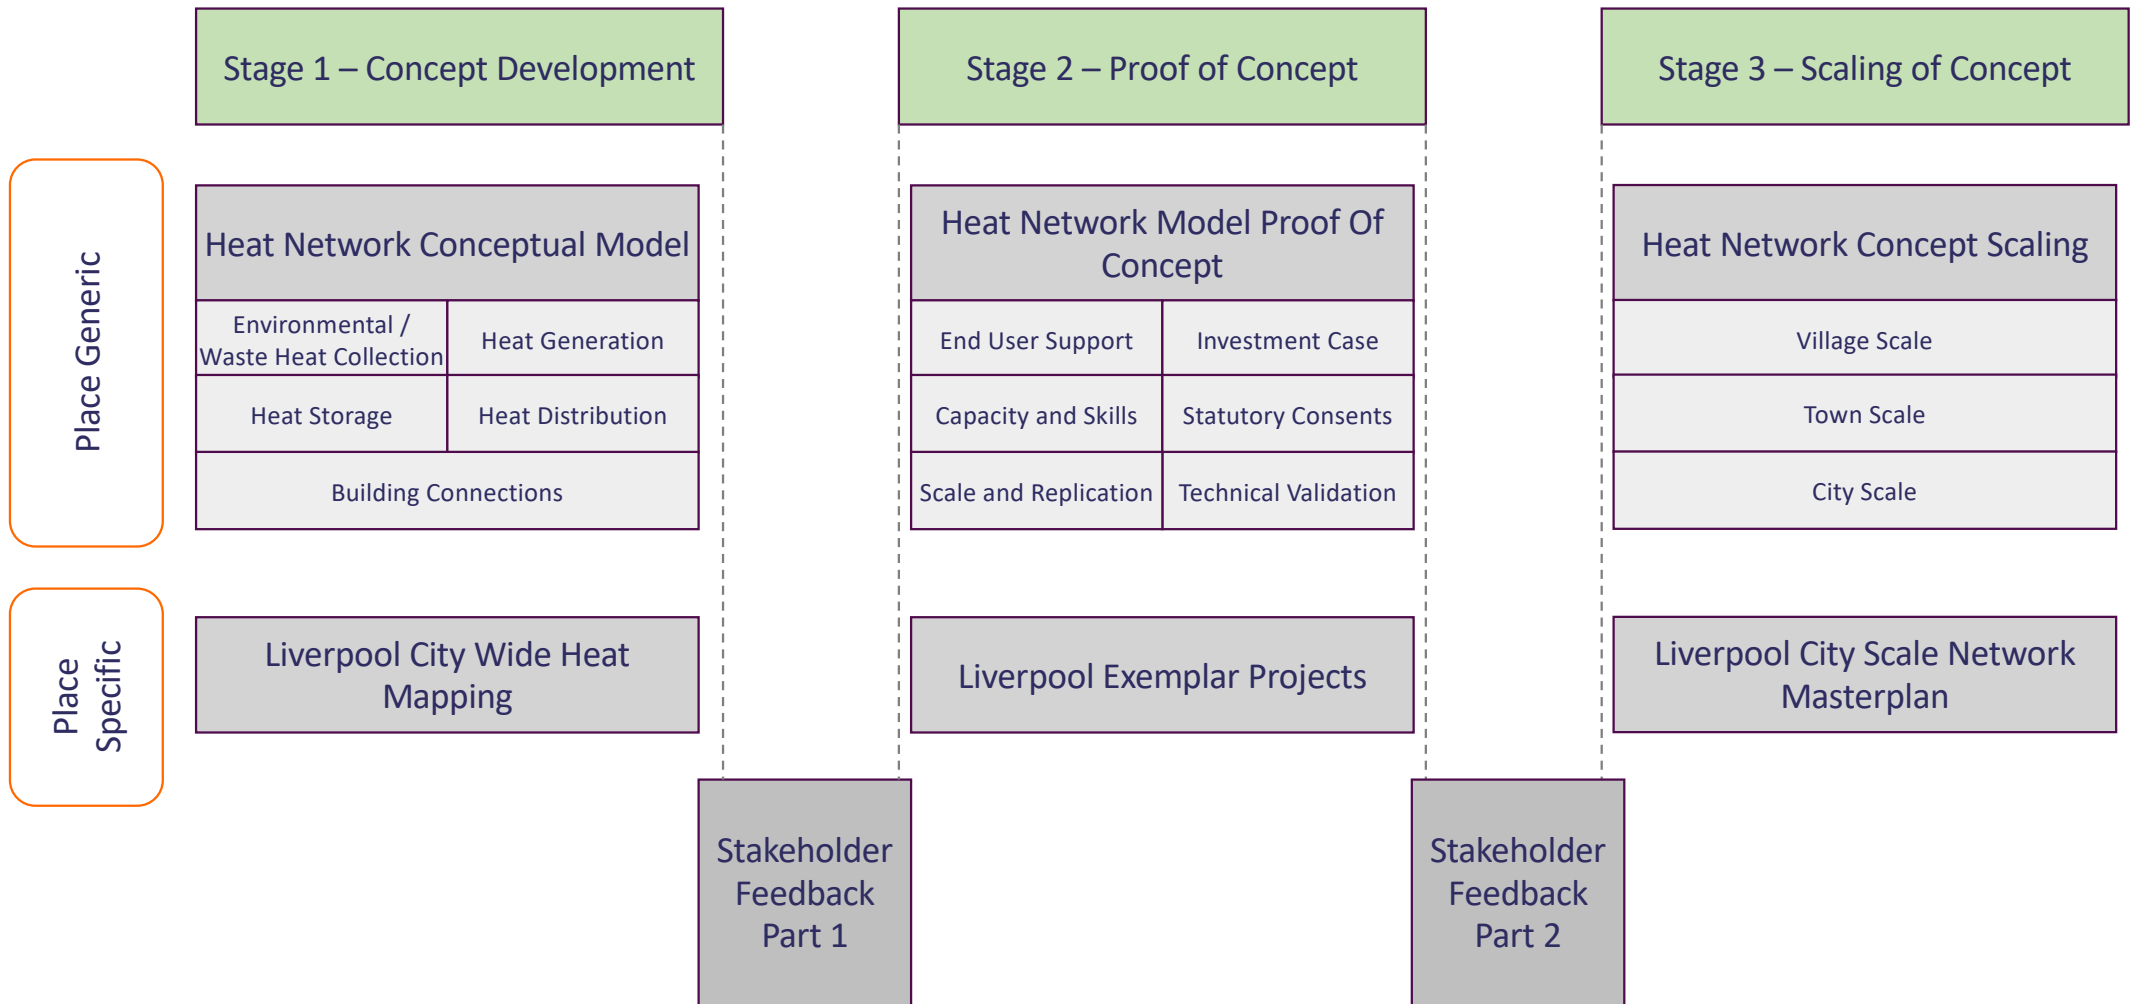 Stage 1 – Concept Development
Stage 2 – Proof of Concept
Stage 3 – Scaling of Concept
Place Generic
Heat Network Conceptual Model
Environmental /
Waste Heat Collection
Heat Generation
Heat Storage
Heat Distribution
Building Connections
Heat Network Model Proof Of
Concept
End User Support
Investment Case
Capacity and Skills
Statutory Consents
Scale and Replication
Technical Validation
Heat Network Concept Scaling
Village Scale
Town Scale
City Scale
Place
Specific
Liverpool City Wide Heat
Mapping
Liverpool Exemplar Projects
Liverpool City Scale Network
Masterplan
Stakeholder
Feedback
Part 1
Stakeholder
Feedback
Part 2